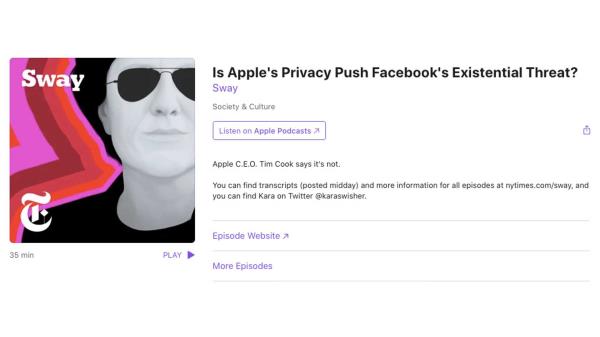 Sway
Is Apple's Privacy Push Facebook's Existential Threat?
Sway
Society & Culture
Listen on Apple Podcasts ↗
Apple C.E.O. Tim Cook says it's not.
You can find transcripts (posted midday) and more information for all episodes at nytimes.com/sway, and
you can find Kara on Twitter @karaswisher.
T
35 min
PLAY
Episode Website ↗
More Episodes